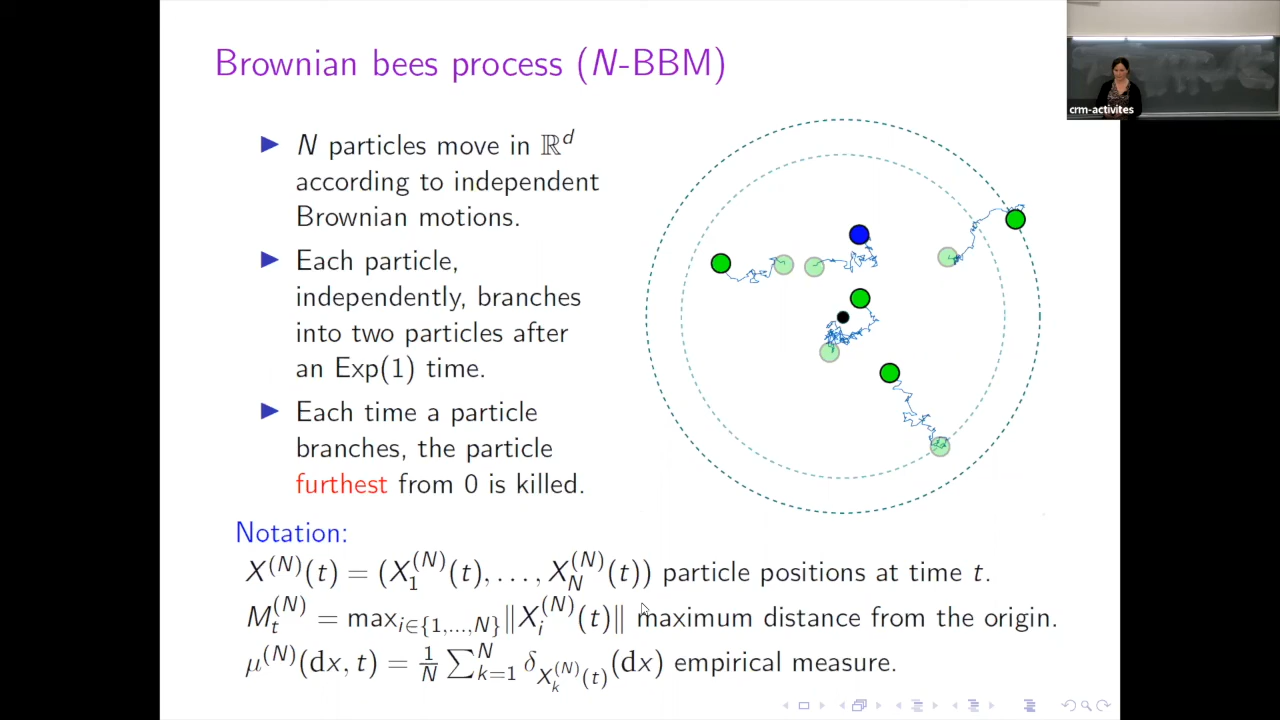 Brownian bees process (N-BBM)
crm-activites
▶ N particles move in ℝ^d
according to independent
Brownian motions.
▶ Each particle,
independently, branches
into two particles after
an Exp(1) time.
▶ Each time a particle
branches, the particle
furthest from 0 is killed.
Notation:
X^{(N)}(t) = (X_1^{(N)}(t), …, X_N^{(N)}(t)) particle positions at time t.
M_t^{(N)} = max_{i∈{1,…,N}} ‖X_i^{(N)}(t)‖ maximum distance from the origin.
μ^{(N)}(dx, t) = 1/N ∑_{k=1}^N δ_{X_k^{(N)}(t)}(dx) empirical measure.